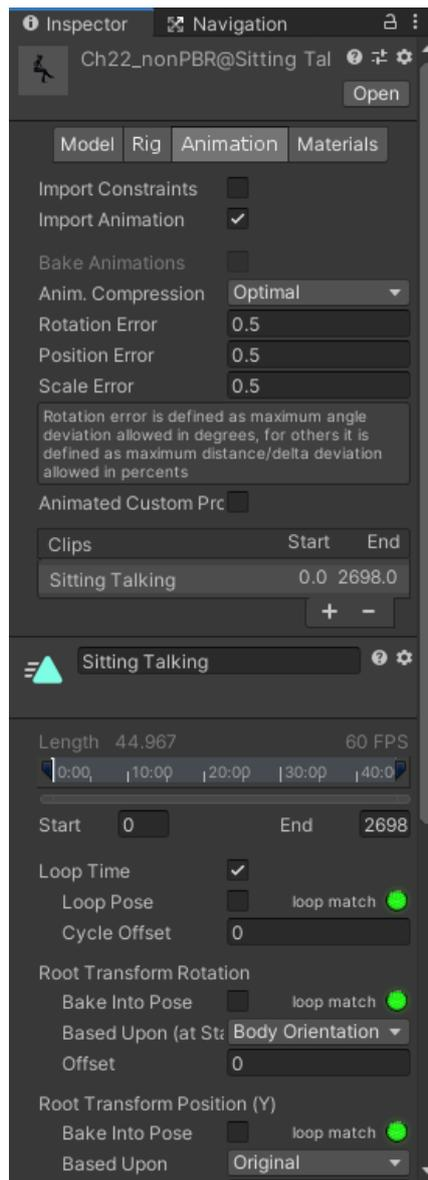 Inspector Navigation
Ch22_nonPBR@Sitting Tal
Open
Model Rig Animation Materials
Import Constraints
Import Animation
Bake Animations
Anim. Compression Optimal
Rotation Error 0.5
Position Error 0.5
Scale Error 0.5
Rotation error is defined as maximum angle
deviation allowed in degrees, for others it is
defined as maximum distance/delta deviation
allowed in percents
Animated Custom Prc
Clips Start End
Sitting Talking 0.0 2698.0
+ −
Sitting Talking
Length 44.967 60 FPS
0:00 10:00 20:00 30:00 40:0
Start 0 End 2698
Loop Time
Loop Pose loop match
Cycle Offset 0
Root Transform Rotation
Bake Into Pose loop match
Based Upon (at Sta Body Orientation
Offset 0
Root Transform Position (Y)
Bake Into Pose loop match
Based Upon Original